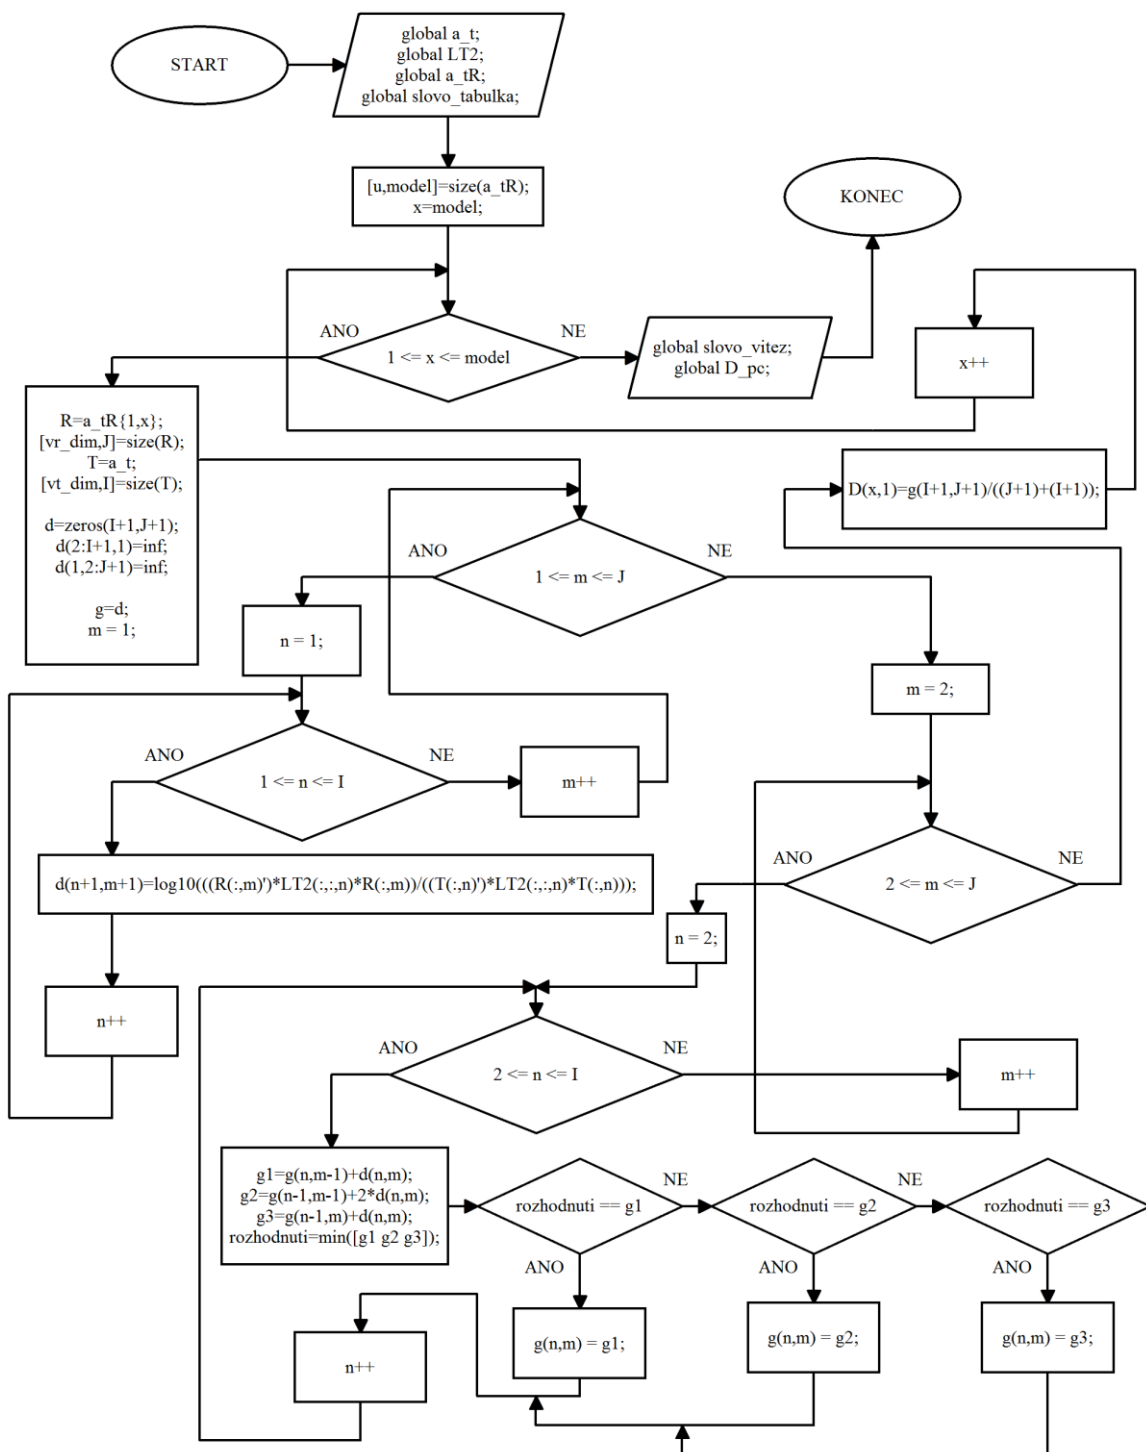 START
global a_t;
global LT2;
global a_tR;
global slovo_tabulka;
[u,model]=size(a_tR);
x=model;
KONEC
ANO
NE
1 <= x <= model
global slovo_vitez;
global D_pc;
x++
R=a_tR{1,x};
[vr_dim,J]=size(R);
T=a_t;
[vt_dim,I]=size(T);
d=zeros(I+1,J+1);
d(2:I+1,1)=inf;
d(1,2:J+1)=inf;
g=d;
m = 1;
D(x,1)=g(I+1,J+1)/((J+1)+(I+1));
ANO
NE
1 <= m <= J
n = 1;
m = 2;
ANO
NE
1 <= n <= I
m++
d(n+1,m+1)=log10(((R(:,m)')*LT2(:,:,n)*R(:,m))/((T(:,n)')*LT2(:,:,n)*T(:,n)));
n++
ANO
NE
2 <= m <= J
n = 2;
ANO
NE
2 <= n <= I
m++
g1=g(n,m-1)+d(n,m);
g2=g(n-1,m-1)+2*d(n,m);
g3=g(n-1,m)+d(n,m);
rozhodnuti=min([g1 g2 g3]);
rozhodnuti == g1
NE
rozhodnuti == g2
NE
rozhodnuti == g3
ANO
ANO
ANO
g(n,m) = g1;
g(n,m) = g2;
g(n,m) = g3;
n++